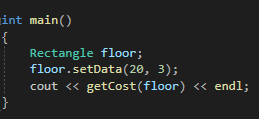 int main()
{
Rectangle floor;
floor.setData(20, 3);
cout << getCost(floor) << endl;
}